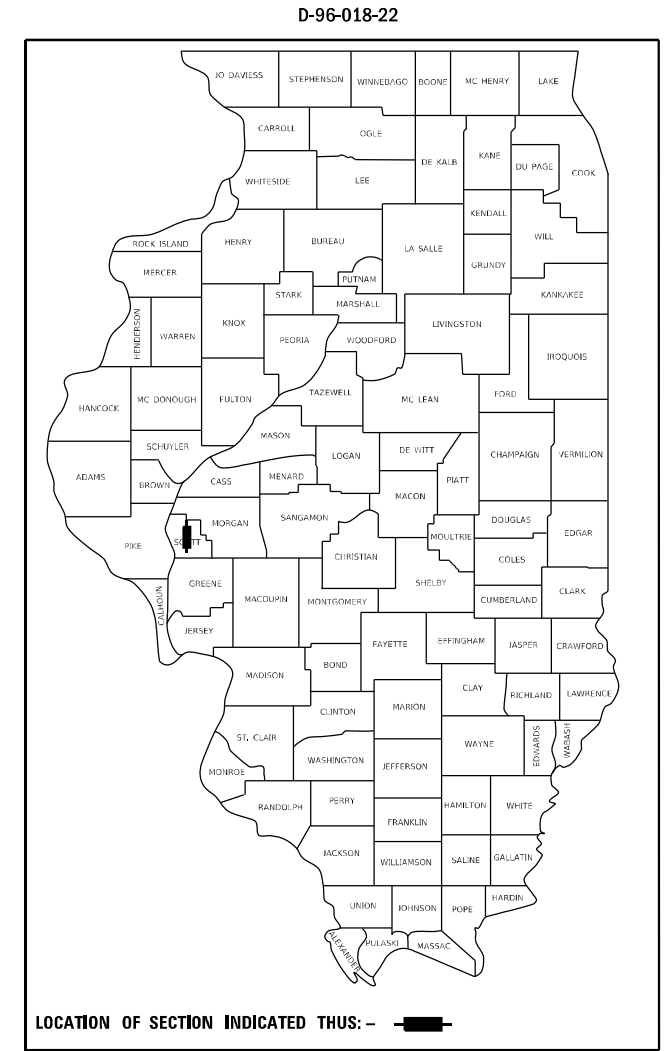 D-96-018-22
JO DAVIESS
STEPHENSON
WINNEBAGO
BOONE
MC HENRY
LAKE
CARROLL
OGLE
DE KALB
KANE
DU PAGE
COOK
WHITESIDE
LEE
KENDALL
ROCK ISLAND
HENRY
BUREAU
LA SALLE
WILL
GRUNDY
MERCER
PUTNAM
STARK
MARSHALL
KANKAKEE
HENDERSON
WARREN
KNOX
PEORIA
WOODFORD
LIVINGSTON
IROQUOIS
HANCOCK
MC DONOUGH
FULTON
TAZEWELL
MC LEAN
FORD
SCHUYLER
MASON
LOGAN
DE WITT
CHAMPAIGN
VERMILION
ADAMS
BROWN
CASS
MENARD
PIATT
MACON
PIKE
SCOTT
MORGAN
SANGAMON
DOUGLAS
MOULTRIE
EDGAR
CHRISTIAN
COLES
CALHOUN
GREENE
MACOUPIN
MONTGOMERY
SHELBY
CUMBERLAND
CLARK
JERSEY
FAYETTE
EFFINGHAM
JASPER
CRAWFORD
MADISON
BOND
CLAY
RICHLAND
LAWRENCE
CLINTON
MARION
ST. CLAIR
WAYNE
EDWARDS
WABASH
MONROE
WASHINGTON
JEFFERSON
RANDOLPH
PERRY
HAMILTON
WHITE
FRANKLIN
JACKSON
WILLIAMSON
SALINE
GALLATIN
UNION
JOHNSON
POPE
HARDIN
ALEXANDER
PULASKI
MASSAC
LOCATION OF SECTION INDICATED THUS: –